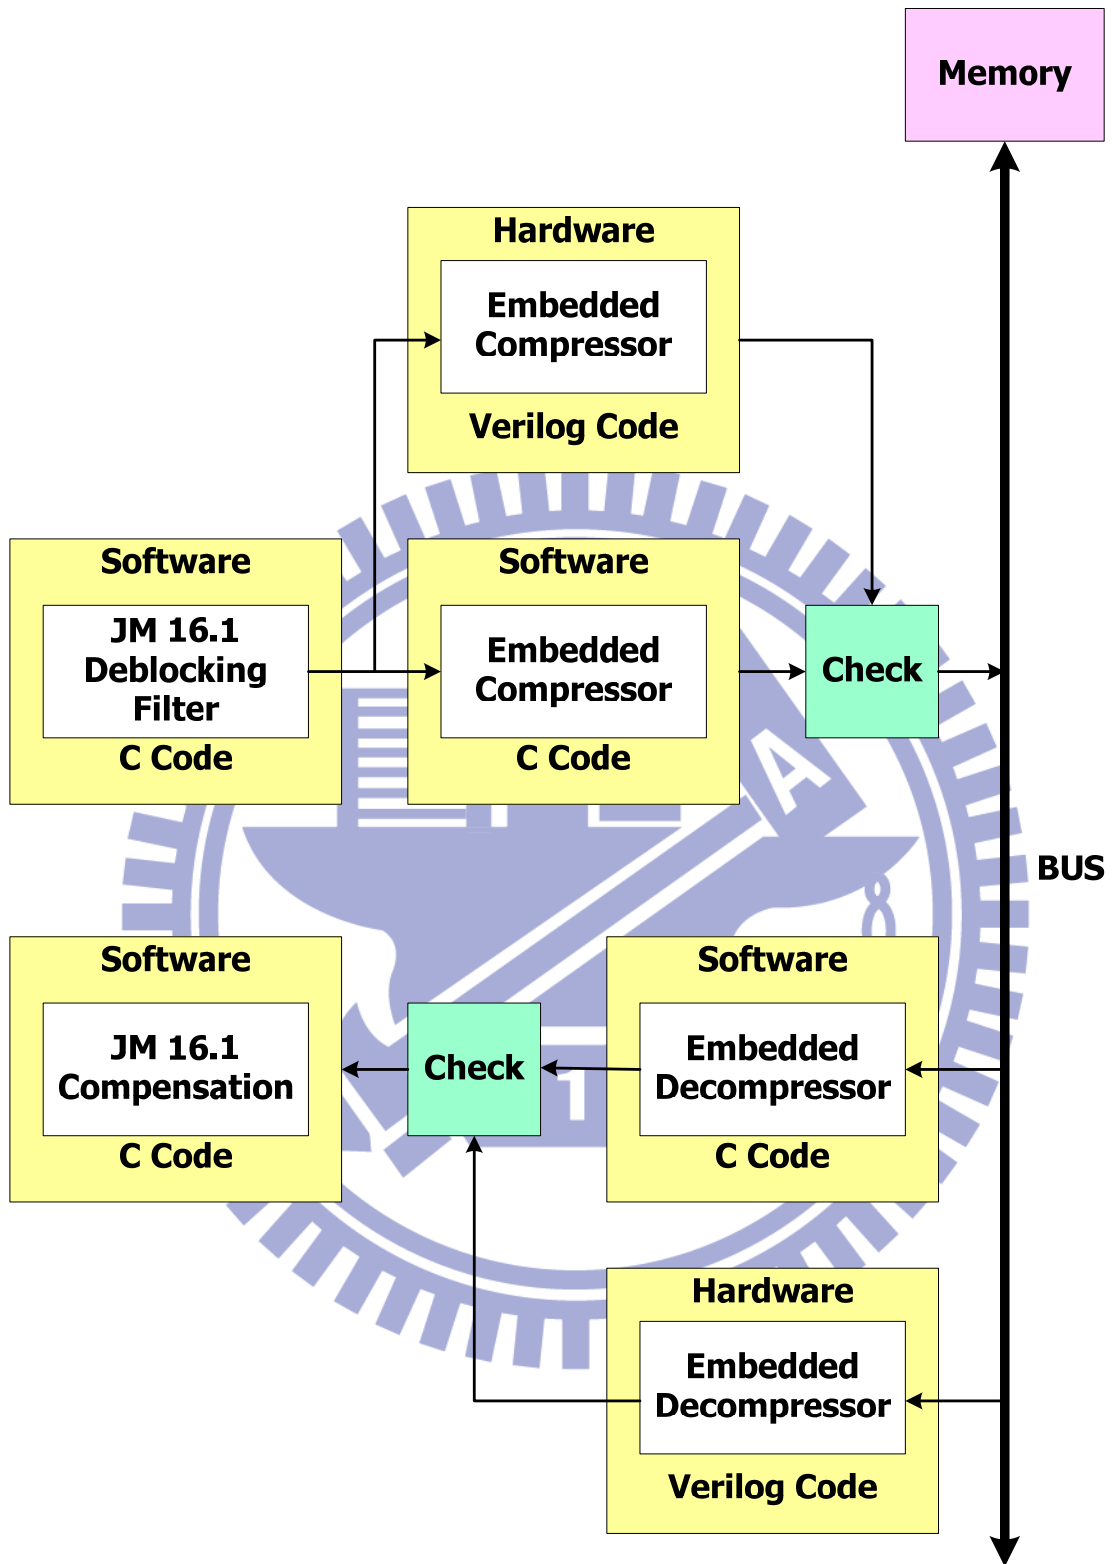 Memory
Hardware
Embedded
Compressor
Verilog Code
Software
JM 16.1
Deblocking
Filter
C Code
Software
Embedded
Compressor
C Code
Check
BUS
Software
JM 16.1
Compensation
C Code
Check
Software
Embedded
Decompressor
C Code
Hardware
Embedded
Decompressor
Verilog Code
A
1